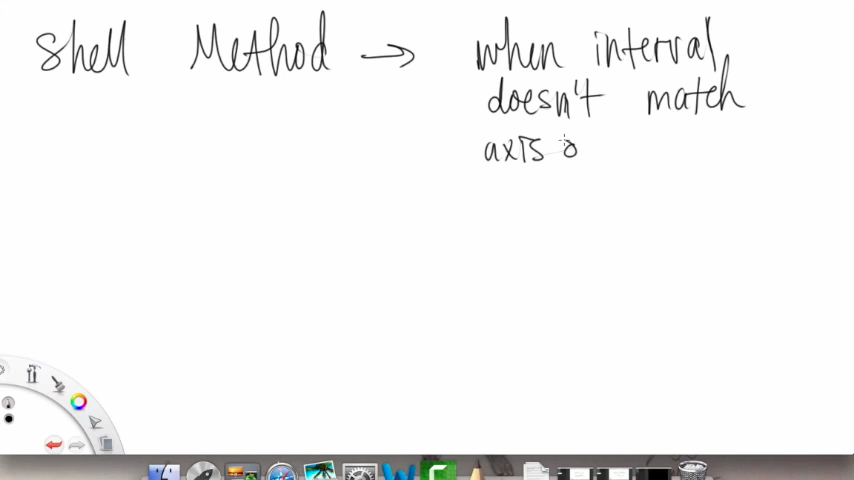 Shell Method → when interval
doesn't match
axis o